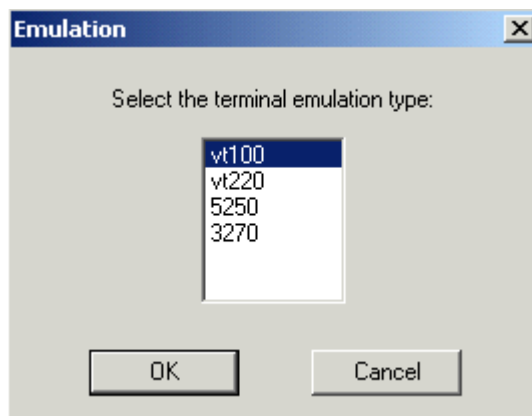 Emulation
Select the terminal emulation type:
vt100
vt220
5250
3270
OK
Cancel